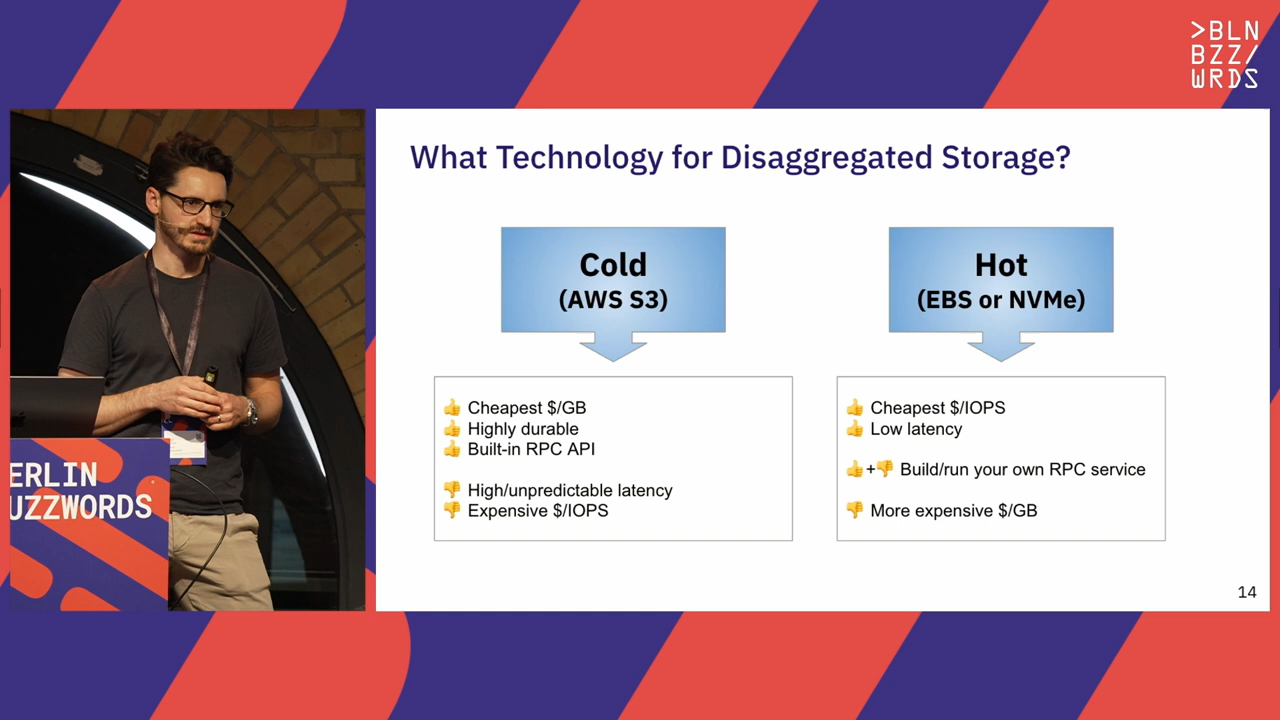 >BLN
BZZ/
WRDS
What Technology for Disaggregated Storage?
Cold
(AWS S3)
👍 Cheapest $/GB
👍 Highly durable
👍 Built-in RPC API
👎 High/unpredictable latency
👎 Expensive $/IOPS
Hot
(EBS or NVMe)
👍 Cheapest $/IOPS
👍 Low latency
👍+👎 Build/run your own RPC service
👎 More expensive $/GB
14
ERLIN
UZZWORDS